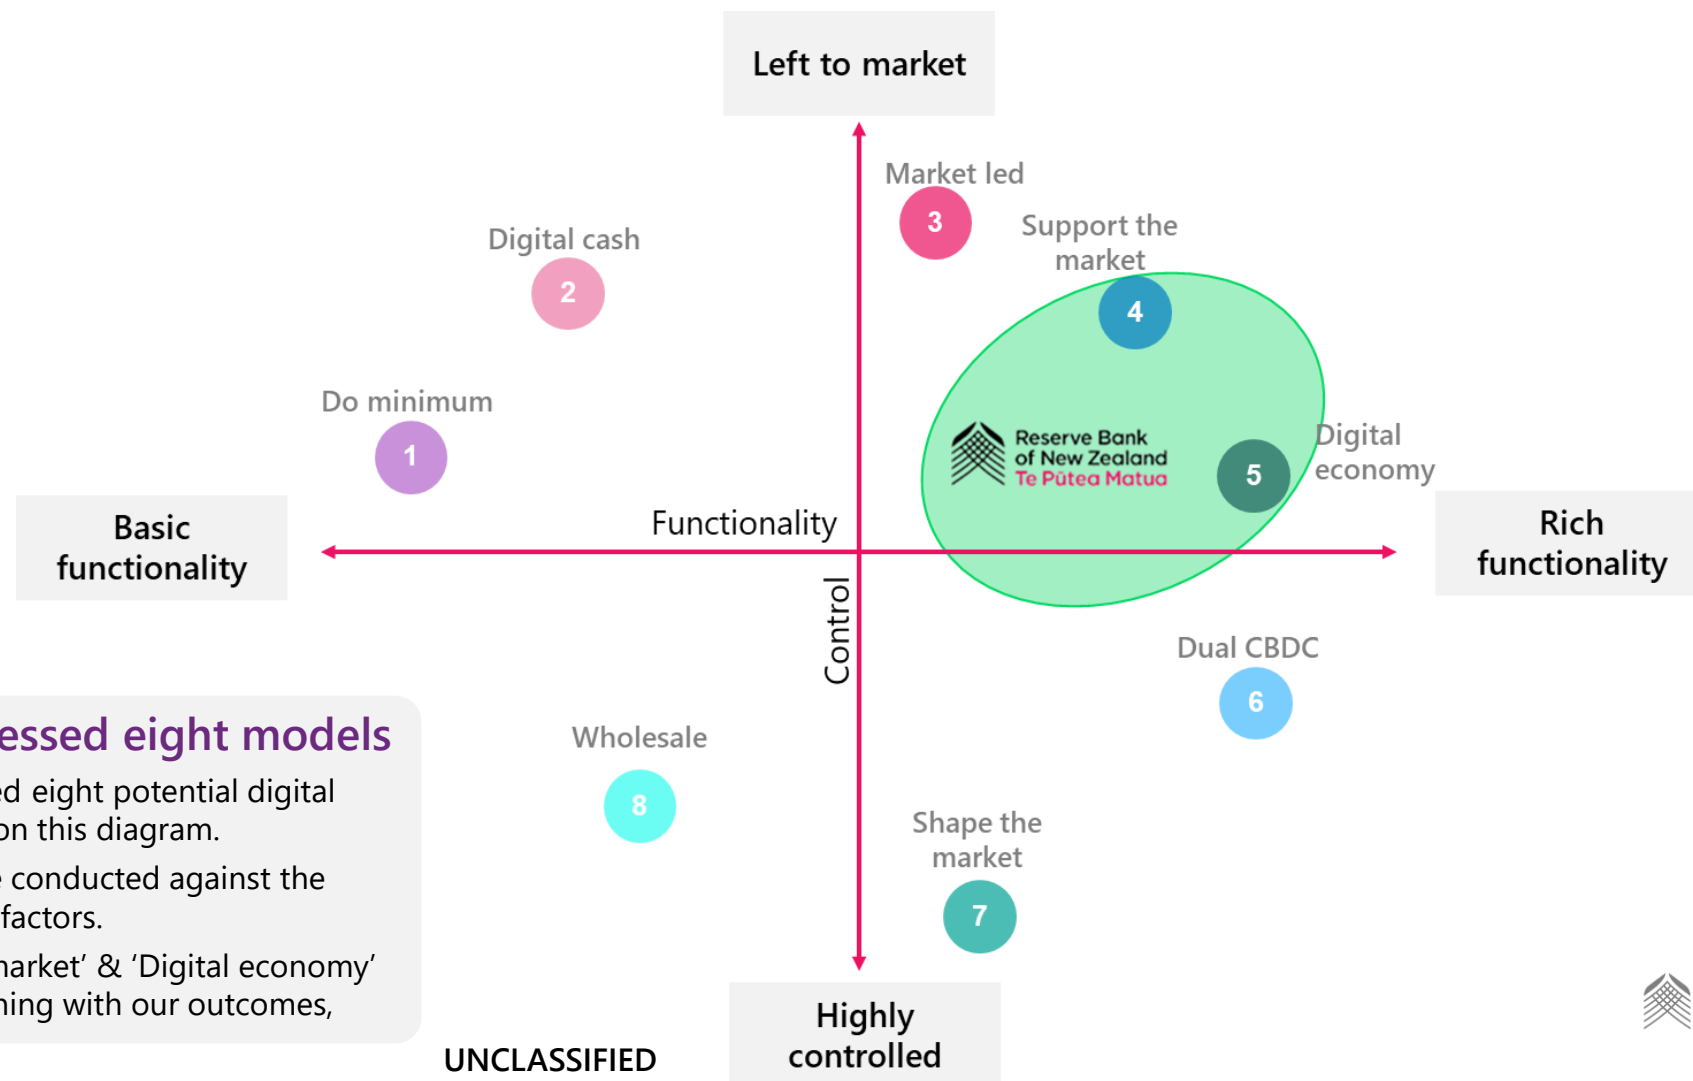 Left to market
Market led
3
Support the
market
4
Digital cash
2
Do minimum
1
Reserve Bank
of New Zealand
Te Pūtea Matua
Digital
economy
5
Basic
functionality
Functionality
Rich
functionality
Control
Dual CBDC
6
Wholesale
8
Shape the
market
7
essed eight models
ed eight potential digital
on this diagram.
e conducted against the
factors.
market’ & ‘Digital economy’
ning with our outcomes,
Highly
controlled
UNCLASSIFIED